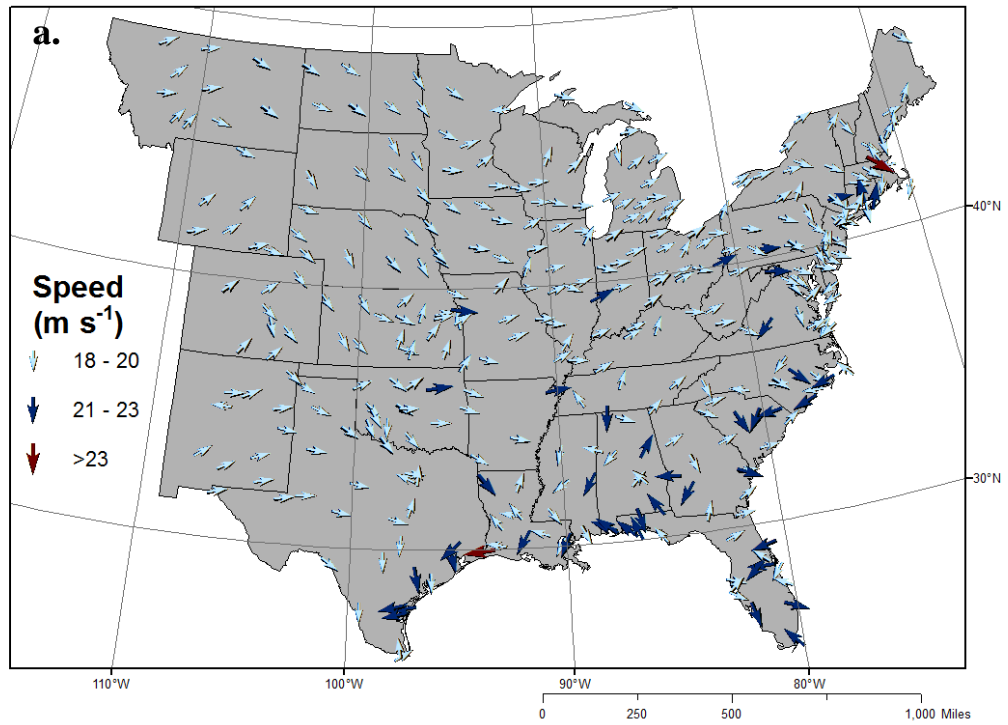 a.
40°N
Speed
(m s⁻¹)
18 - 20
21 - 23
>23
30°N
110°W
100°W
90°W
80°W
0
250
500
1,000 Miles